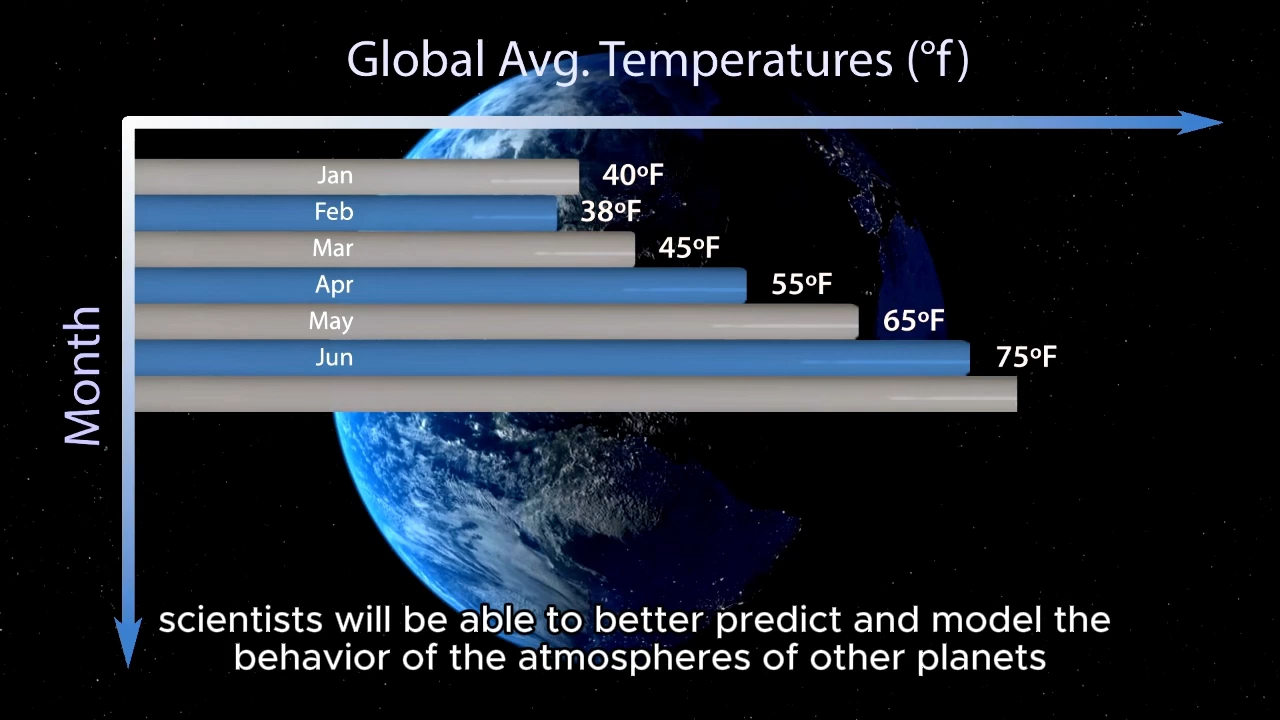 Global Avg. Temperatures (°f)
Jan 40ºF
Feb 38ºF
Mar 45ºF
Apr 55ºF
May 65ºF
Jun 75ºF
Month
scientists will be able to better predict and model the
behavior of the atmospheres of other planets